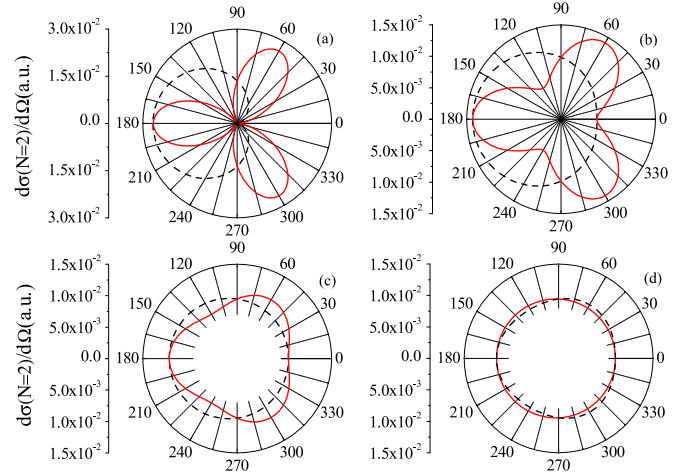 90
120 60
3.0x10⁻² (a)
150 30
1.5x10⁻²
0.0 180 0
1.5x10⁻²
210 330
3.0x10⁻²
240 300
270
dσ(N=2)/dΩ(a.u.)
90
120 60
1.5x10⁻² (b)
1.0x10⁻² 150 30
5.0x10⁻³
0.0 180 0
5.0x10⁻³
1.0x10⁻² 210 330
1.5x10⁻²
240 300
270
90
120 60
1.5x10⁻² (c)
1.0x10⁻² 150 30
5.0x10⁻³
0.0 180 0
5.0x10⁻³
1.0x10⁻² 210 330
1.5x10⁻²
240 300
270
dσ(N=2)/dΩ(a.u.)
90
120 60
1.5x10⁻² (d)
1.0x10⁻² 150 30
5.0x10⁻³
0.0 180 0
5.0x10⁻³
1.0x10⁻² 210 330
1.5x10⁻²
240 300
270